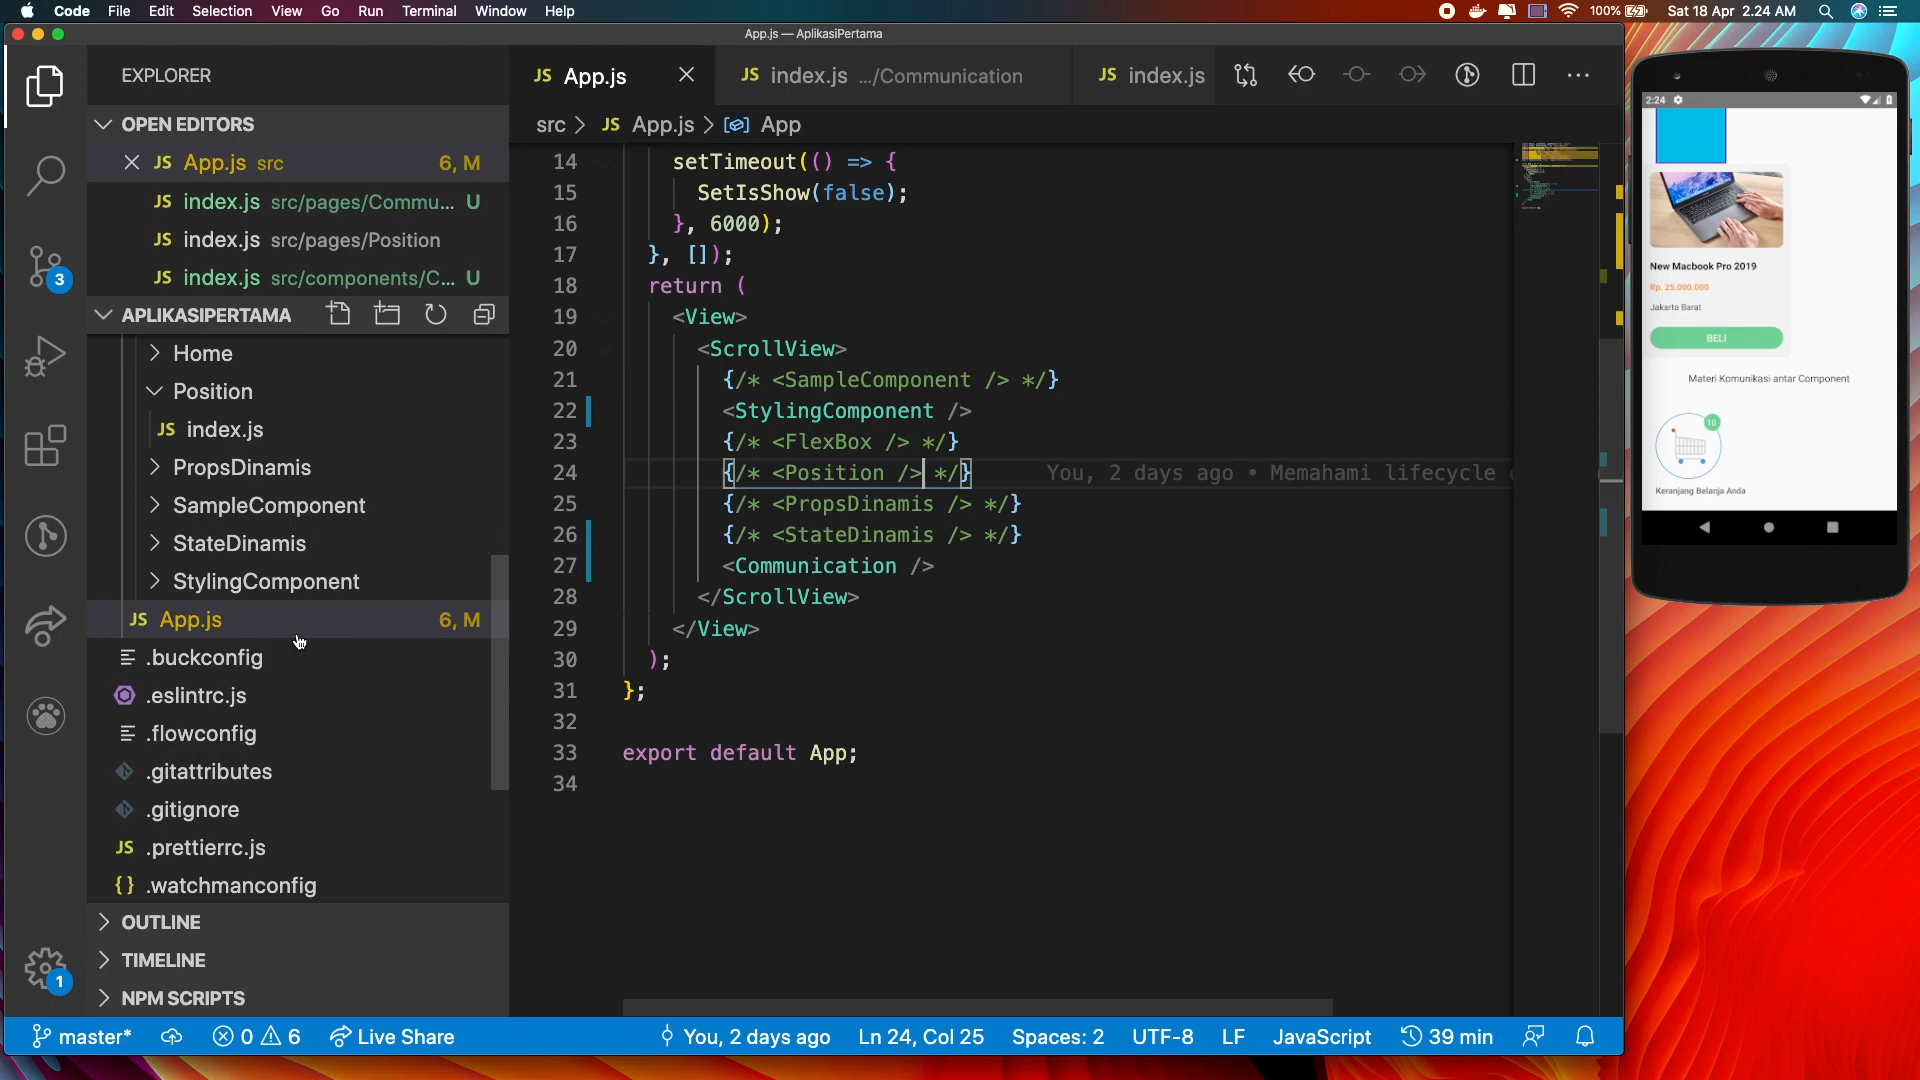 Code File Edit Selection View Go Run Terminal Window Help
100% Sat 18 Apr 2.24 AM
App.js — AplikasiPertama
EXPLORER
OPEN EDITORS
JS App.js src 6, M
JS index.js src/pages/Commu... U
JS index.js src/pages/Position
JS index.js src/components/C... U
APLIKASIPERTAMA
Home
Position
JS index.js
PropsDinamis
SampleComponent
StateDinamis
StylingComponent
JS App.js 6, M
.buckconfig
.eslintrc.js
.flowconfig
.gitattributes
.gitignore
JS .prettierrc.js
{} .watchmanconfig
OUTLINE
TIMELINE
NPM SCRIPTS
3
1
JS App.js
JS index.js .../Communication
JS index.js
src > JS App.js > App
14 setTimeout(() => {
15 SetIsShow(false);
16 }, 6000);
17 }, []);
18 return (
19 <View>
20 <ScrollView>
21 {/* <SampleComponent /> */}
22 <StylingComponent />
23 {/* <FlexBox /> */}
24 {/* <Position /> */} You, 2 days ago • Memahami lifecycle
25 {/* <PropsDinamis /> */}
26 {/* <StateDinamis /> */}
27 <Communication />
28 </ScrollView>
29 </View>
30 );
31 };
32
33 export default App;
34
master* 0 6 Live Share You, 2 days ago Ln 24, Col 25 Spaces: 2 UTF-8 LF JavaScript 39 min
2:24
New Macbook Pro 2019
Rp. 25.000.000
Jakarta Barat
BELI
Materi Komunikasi antar Component
10
Keranjang Belanja Anda